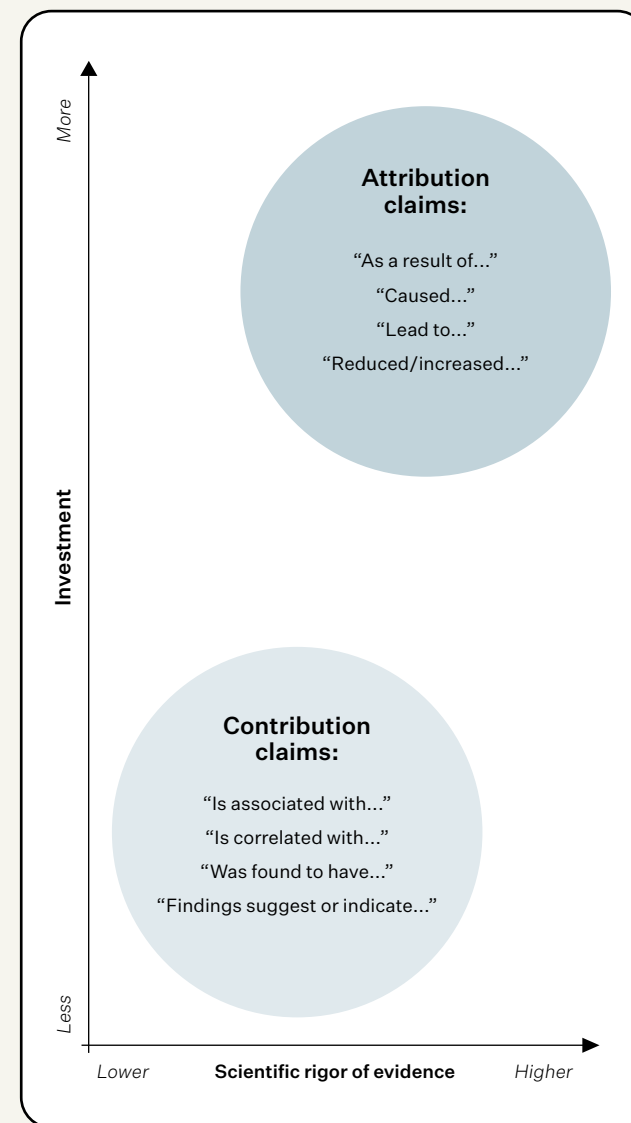 More
Attribution
claims:
“As a result of...”
“Caused...”
“Lead to...”
“Reduced/increased...”
Investment
Contribution
claims:
“Is associated with...”
“Is correlated with...”
“Was found to have...”
“Findings suggest or indicate...”
Less
Lower
Scientific rigor of evidence
Higher